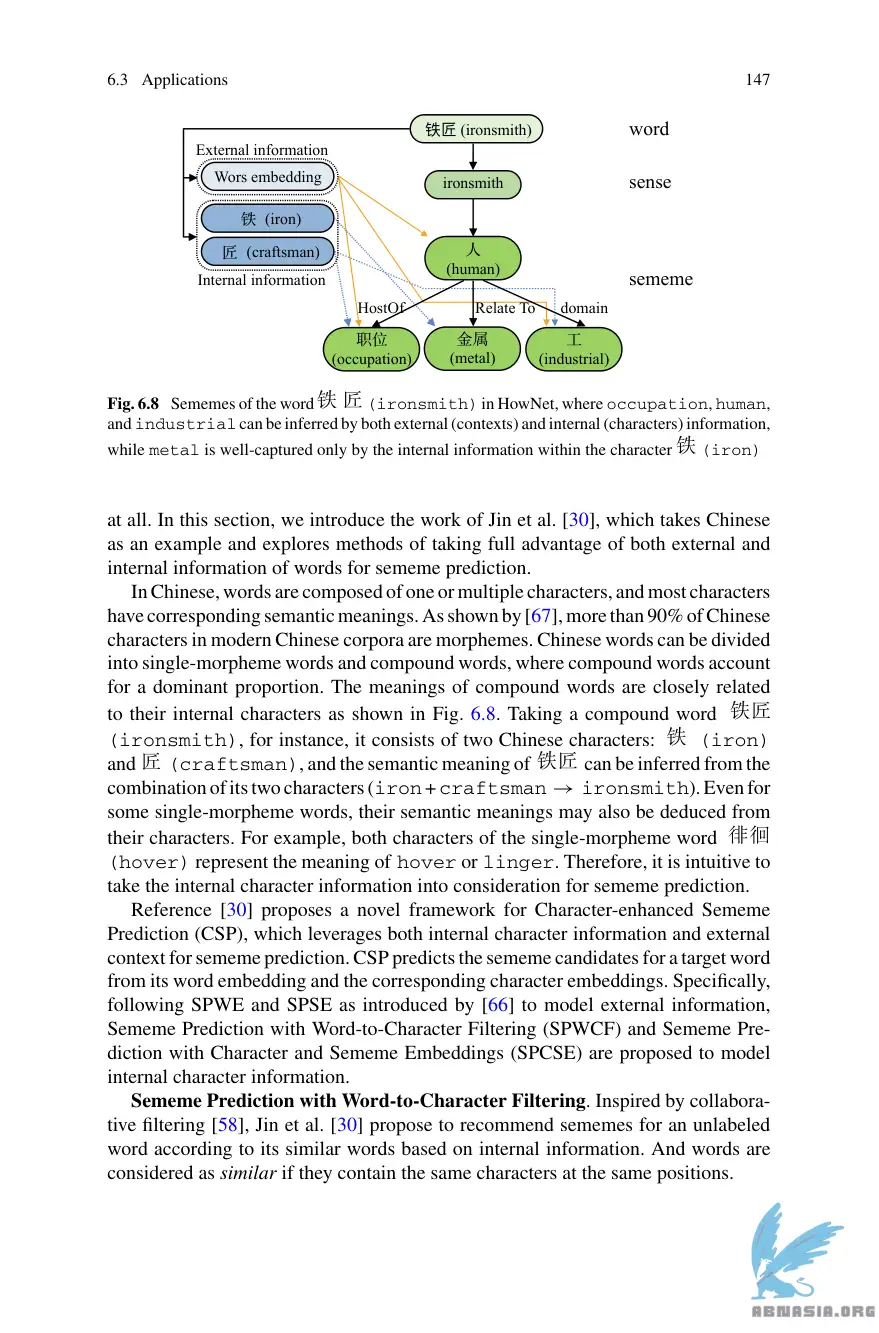 6.3 Applications 147
铁匠 (ironsmith) word
External information
Wors embedding ironsmith sense
铁 (iron)
匠 (craftsman) 人
(human)
Internal information sememe
HostOf Relate To domain
职位 金属 工
(occupation) (metal) (industrial)
Fig. 6.8 Sememes of the word 铁 匠 (ironsmith) in HowNet, where occupation, human,
and industrial can be inferred by both external (contexts) and internal (characters) information,
while metal is well-captured only by the internal information within the character 铁 (iron)
at all. In this section, we introduce the work of Jin et al. [30], which takes Chinese
as an example and explores methods of taking full advantage of both external and
internal information of words for sememe prediction.
In Chinese, words are composed of one or multiple characters, and most characters
have corresponding semantic meanings. As shown by [67], more than 90% of Chinese
characters in modern Chinese corpora are morphemes. Chinese words can be divided
into single-morpheme words and compound words, where compound words account
for a dominant proportion. The meanings of compound words are closely related
to their internal characters as shown in Fig. 6.8. Taking a compound word 铁匠
(ironsmith), for instance, it consists of two Chinese characters: 铁 (iron)
and 匠 (craftsman), and the semantic meaning of 铁匠 can be inferred from the
combination of its two characters (iron + craftsman → ironsmith). Even for
some single-morpheme words, their semantic meanings may also be deduced from
their characters. For example, both characters of the single-morpheme word 徘徊
(hover) represent the meaning of hover or linger. Therefore, it is intuitive to
take the internal character information into consideration for sememe prediction.
Reference [30] proposes a novel framework for Character-enhanced Sememe
Prediction (CSP), which leverages both internal character information and external
context for sememe prediction. CSP predicts the sememe candidates for a target word
from its word embedding and the corresponding character embeddings. Specifically,
following SPWE and SPSE as introduced by [66] to model external information,
Sememe Prediction with Word-to-Character Filtering (SPWCF) and Sememe Pre-
diction with Character and Sememe Embeddings (SPCSE) are proposed to model
internal character information.
Sememe Prediction with Word-to-Character Filtering. Inspired by collabora-
tive filtering [58], Jin et al. [30] propose to recommend sememes for an unlabeled
word according to its similar words based on internal information. And words are
considered as similar if they contain the same characters at the same positions.
ABNASIA.ORG